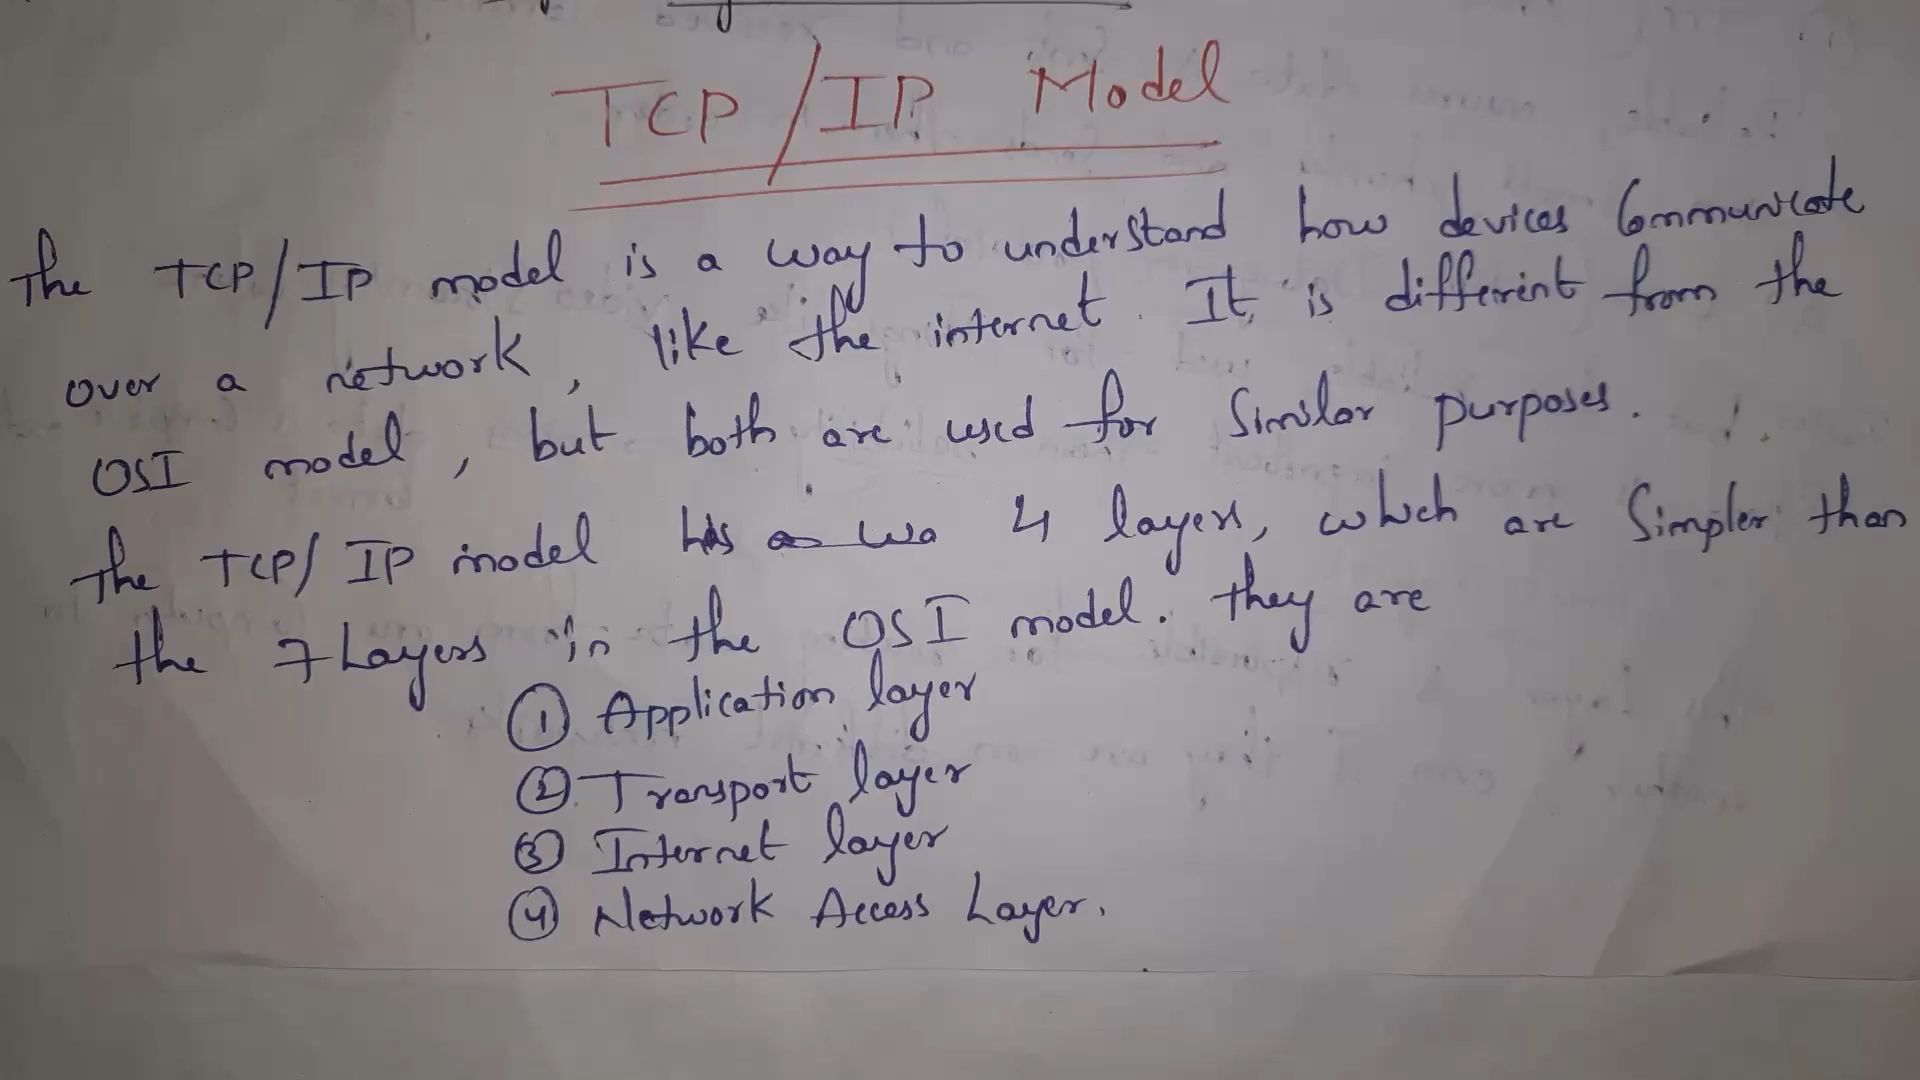 TCP/IP Model
The TCP/IP model is a way to understand how devices Communicate
over a network, like the internet. It is different from the
OSI model, but both are used for Similar purposes.
The TCP/IP model has 4 layers, which are Simpler than
the 7 Layers in the OSI model. they are
① Application layer
② Transport layer
③ Internet layer
④ Network Access Layer.